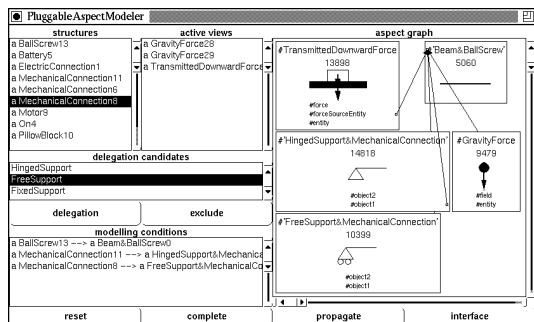 PluggableAspectModeler
structures
a BallScrew13
a Battery5
a ElectricConnection1
a MechanicalConnection11
a MechanicalConnection6
a MechanicalConnection8
a Motor9
a On4
a PillowBlock10
active views
a GravityForce28
a GravityForce29
a TransmittedDownwardForce
delegation candidates
HingedSupport
FreeSupport
FixedSupport
delegation
exclude
modelling conditions
a BallScrew13 --> a Beam&BallScrew0
a MechanicalConnection11 --> a HingedSupport&Mechanica
a MechanicalConnection8 --> a FreeSupport&MechanicalCo
aspect graph
#TransmittedDownwardForce
13898
#force
#forceSourceEntity
#entity
#'Beam&BallScrew'
5060
#'HingedSupport&MechanicalConnection'
14818
#object2
#object1
#GravityForce
9479
#field
#entity
#'FreeSupport&MechanicalConnection'
10399
#object2
#object1
reset
complete
propagate
interface